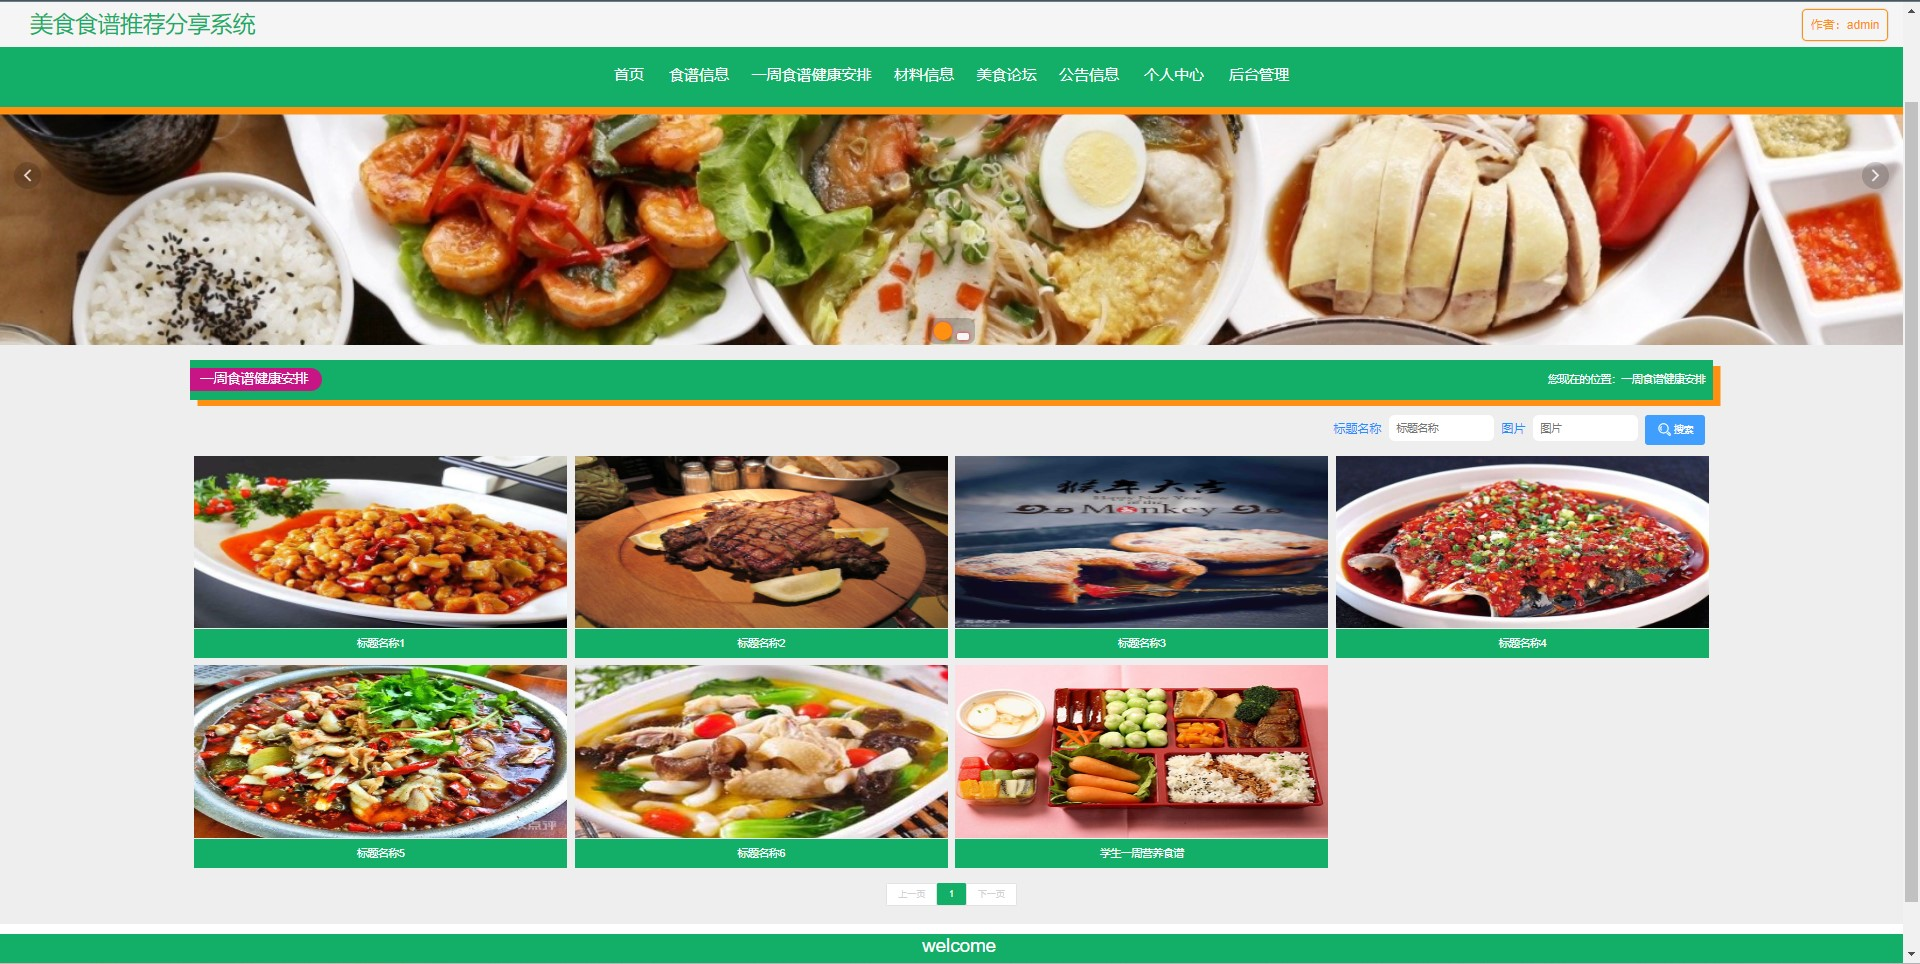 美食食谱推荐分享系统
作者：admin
首页 食谱信息 一周食谱健康安排 材料信息 美食论坛 公告信息 个人中心 后台管理
一周食谱健康安排
您现在的位置：一周食谱健康安排
标题名称 标题名称 图片 图片 搜索
猴年大吉
Happy New Year
of the
Monkey
标题名称1 标题名称2 标题名称3 标题名称4
点评
标题名称5 标题名称6 学生一周营养食谱
上一页 1 下一页
welcome